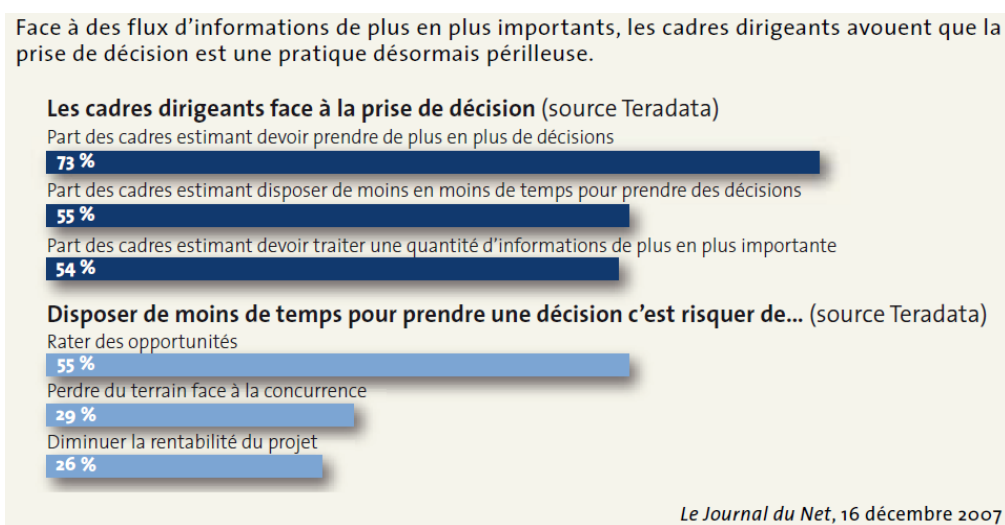 Face à des flux d’informations de plus en plus importants, les cadres dirigeants avouent que la
prise de décision est une pratique désormais périlleuse.
Les cadres dirigeants face à la prise de décision (source Teradata)
Part des cadres estimant devoir prendre de plus en plus de décisions
73 %
Part des cadres estimant disposer de moins en moins de temps pour prendre des décisions
55 %
Part des cadres estimant devoir traiter une quantité d’informations de plus en plus importante
54 %
Disposer de moins de temps pour prendre une décision c’est risquer de... (source Teradata)
Rater des opportunités
55 %
Perdre du terrain face à la concurrence
29 %
Diminuer la rentabilité du projet
26 %
Le Journal du Net, 16 décembre 2007